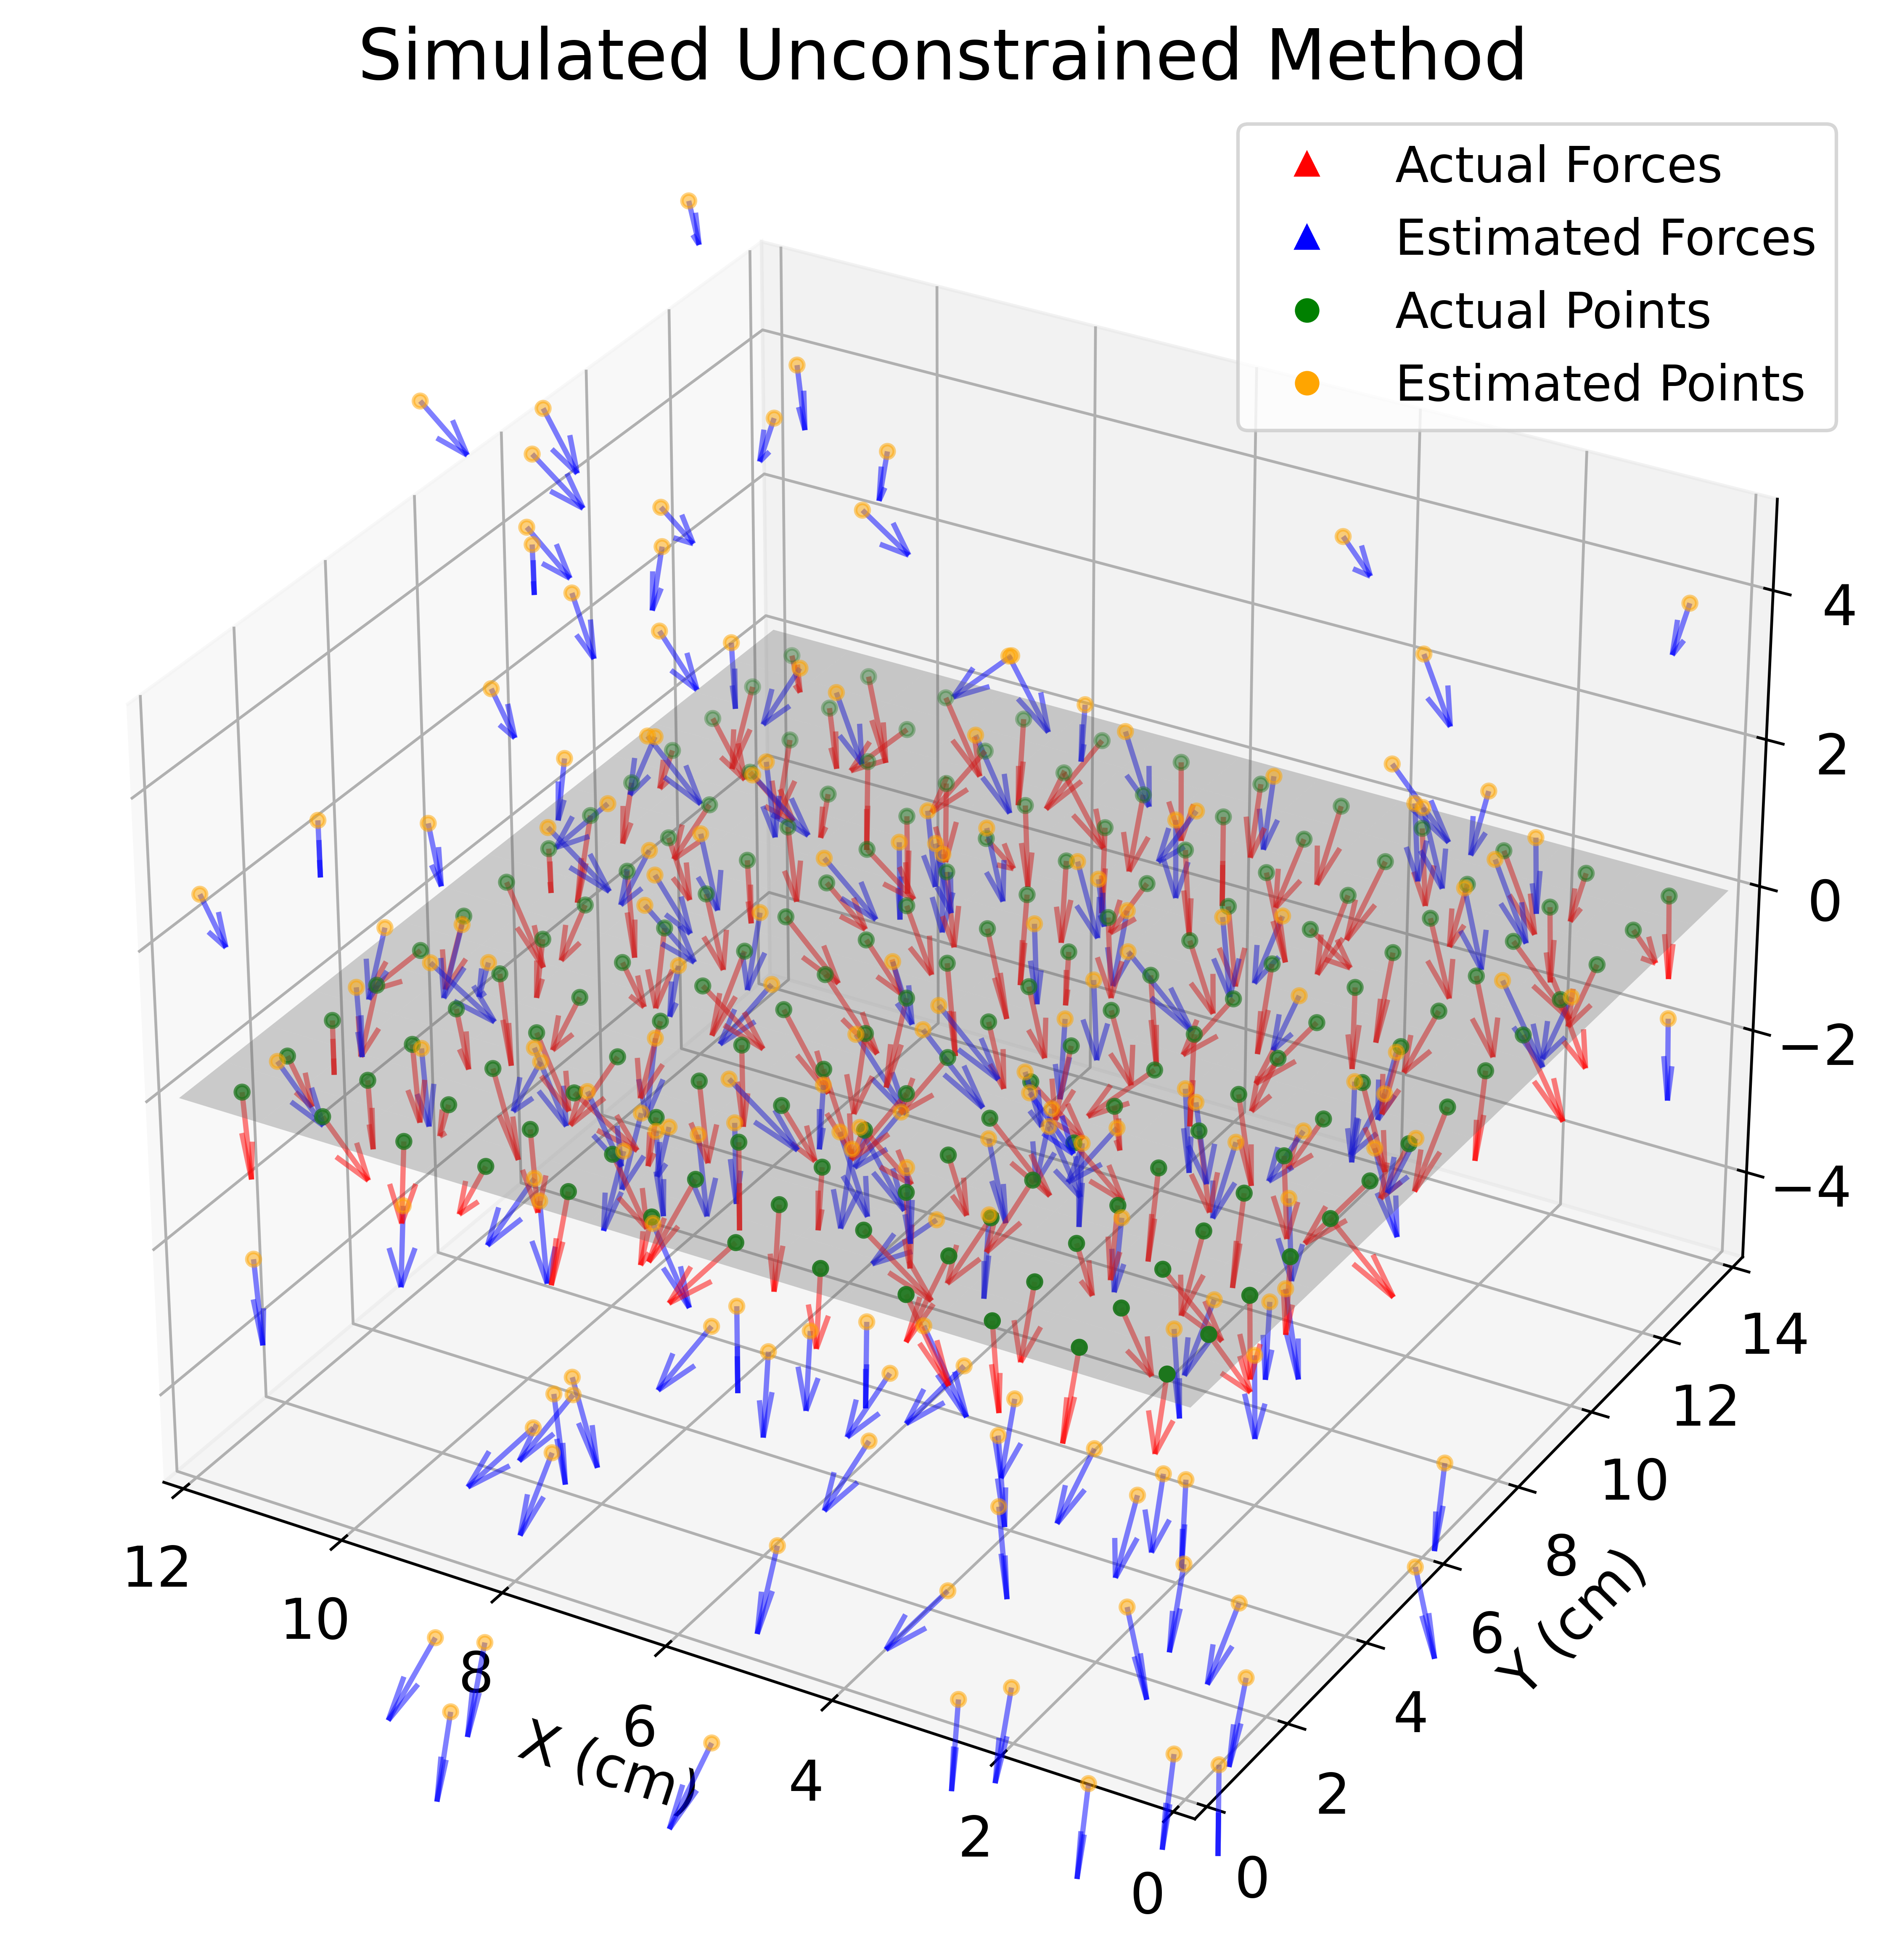 Simulated Unconstrained Method
Actual Forces
Estimated Forces
Actual Points
Estimated Points
4
2
0
−2
−4
14
12
10
8
6
4
2
0
Y (cm)
12
10
8
6
4
2
0
X (cm)